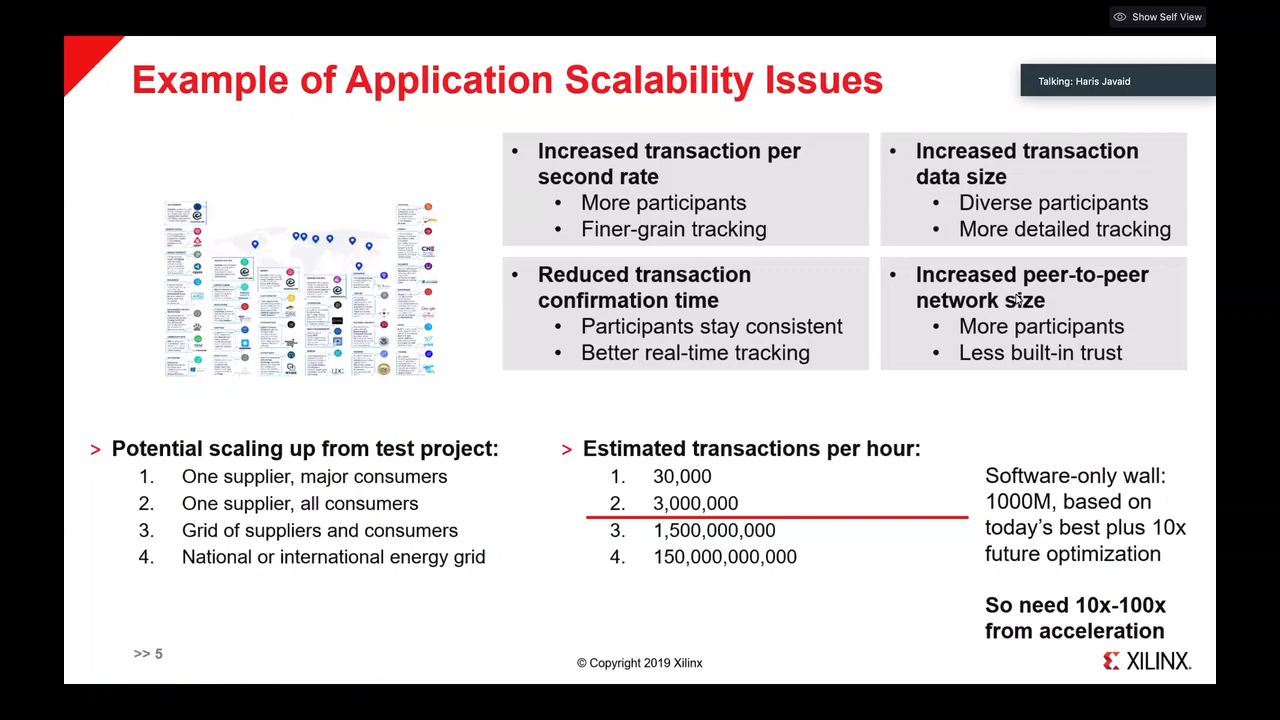 Show Self View
Example of Application Scalability Issues
Talking: Haris Javaid
• Increased transaction per
second rate
• More participants
• Finer-grain tracking
• Increased transaction
data size
• Diverse participants
• More detailed tracking
• Reduced transaction
confirmation time
• Participants stay consistent
• Better real-time tracking
• Increased peer-to-peer
network size
• More participants
• Less built-in trust
> Potential scaling up from test project:
1. One supplier, major consumers
2. One supplier, all consumers
3. Grid of suppliers and consumers
4. National or international energy grid
> Estimated transactions per hour:
1. 30,000
2. 3,000,000
3. 1,500,000,000
4. 150,000,000,000
Software-only wall:
1000M, based on
today's best plus 10x
future optimization
So need 10x-100x
from acceleration
>> 5
© Copyright 2019 Xilinx
XILINX.